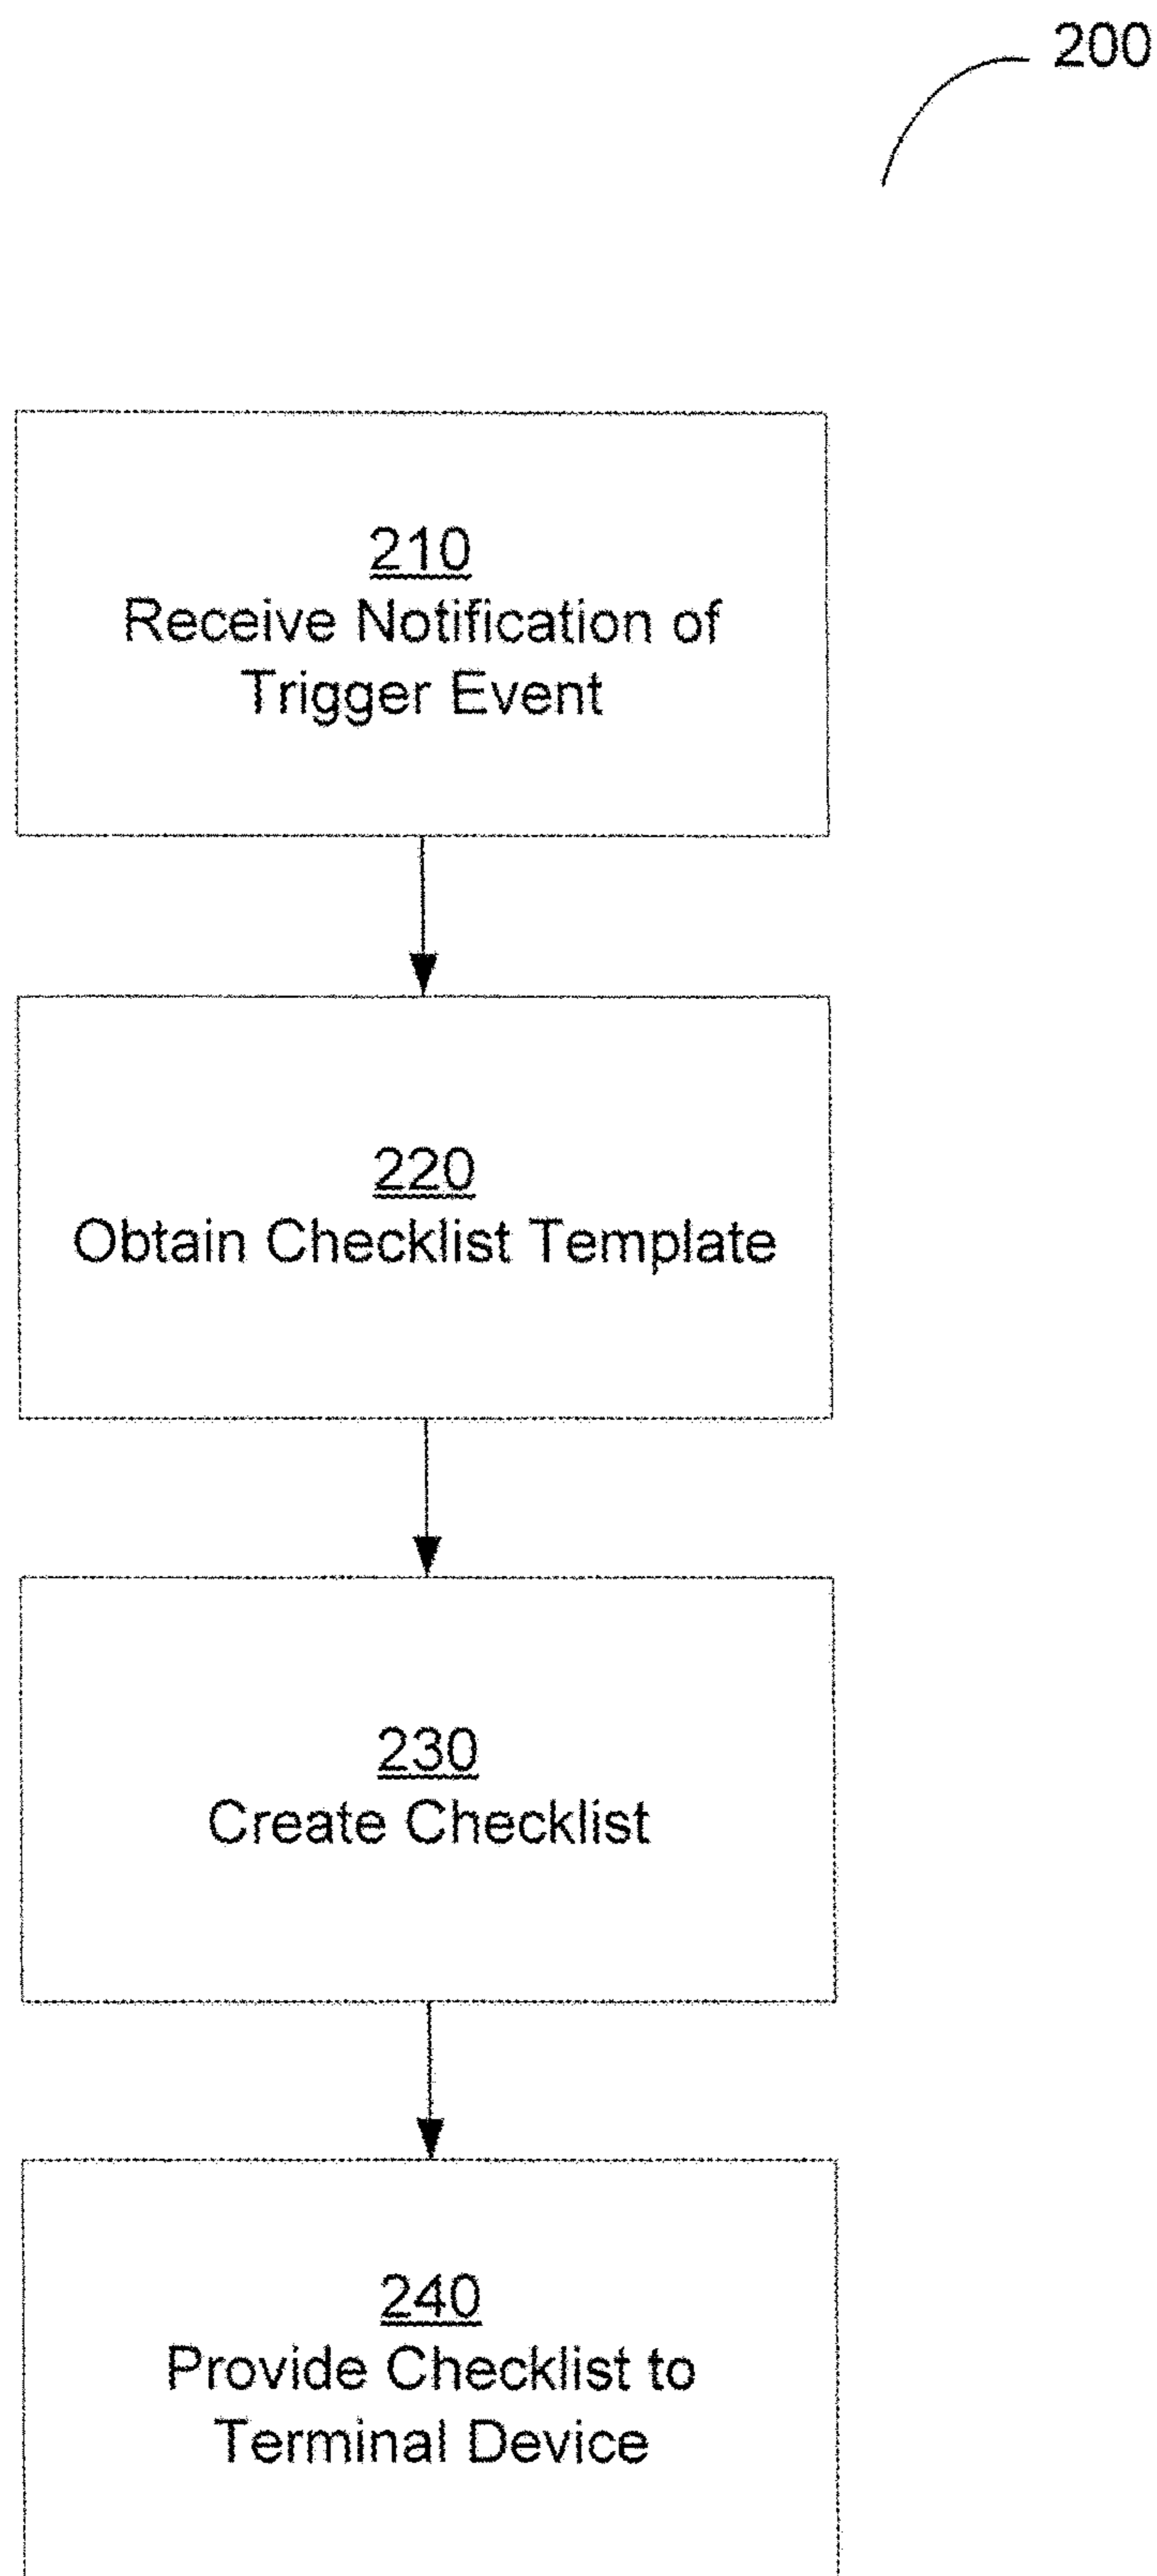 200
210
Receive Notification of
Trigger Event
220
Obtain Checklist Template
230
Create Checklist
240
Provide Checklist to
Terminal Device